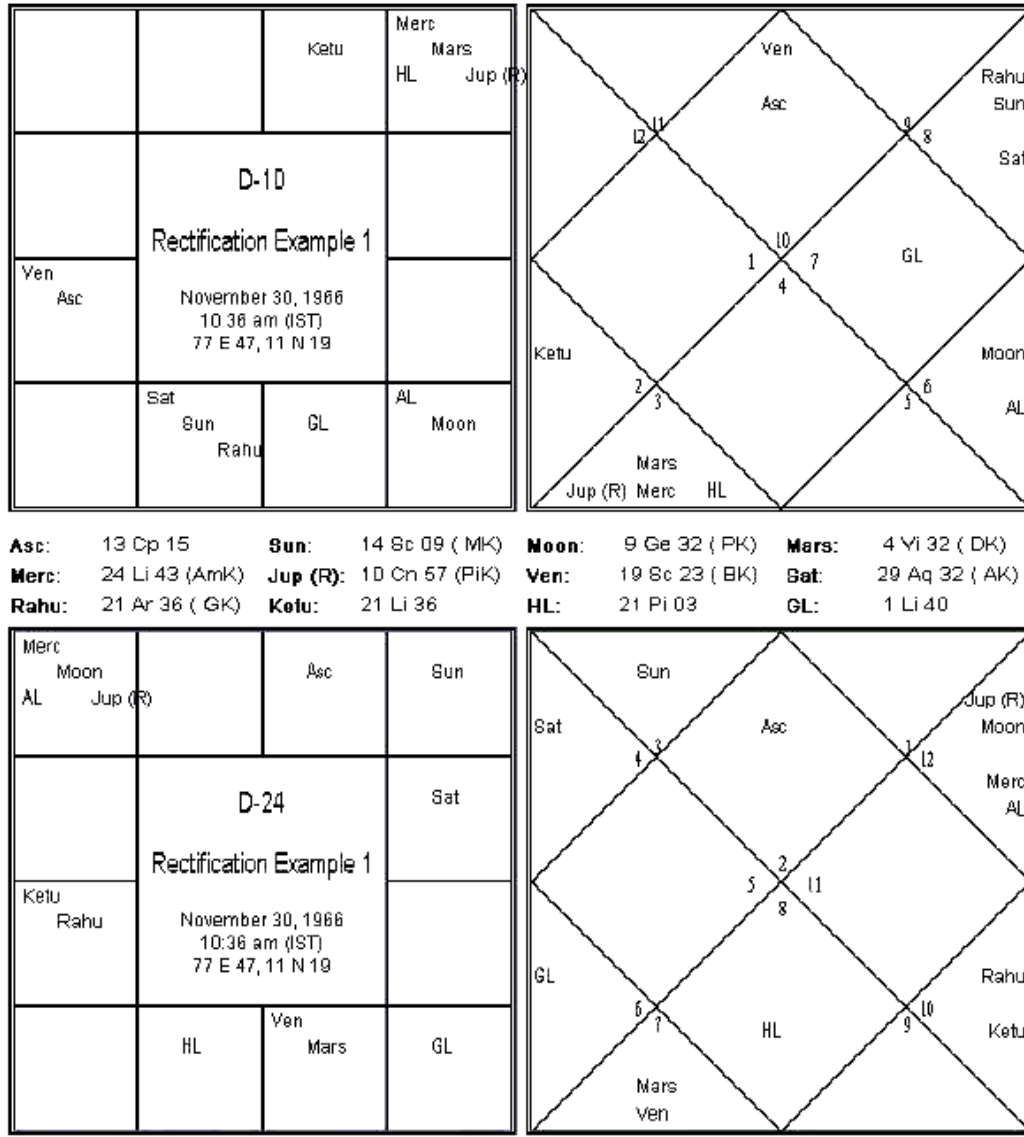 Ketu
Merc
Mars
HL Jup (R)
D-10
Rectification Example 1
November 30, 1966
10:36 am (IST)
77 E 47, 11 N 19
Ven
Asc
Sat
Sun
Rahu
GL
AL
Moon
Ven
Asc
Rahu
Sun
Sat
11
12
9
8
10
1
7
4
GL
Ketu
Moon
AL
2
3
6
5
Mars
Jup (R) Merc HL
Asc: 13 Cp 15 Sun: 14 Sc 09 ( MK) Moon: 9 Ge 32 ( PK) Mars: 4 Vi 32 ( DK)
Merc: 24 Li 43 (AmK) Jup (R): 10 Cn 57 (PiK) Ven: 19 Sc 23 ( BK) Sat: 29 Aq 32 ( AK)
Rahu: 21 Ar 36 ( GK) Ketu: 21 Li 36 HL: 21 Pi 03 GL: 1 Li 40
Merc
Moon
AL Jup (R)
Asc
Sun
Sat
D-24
Rectification Example 1
November 30, 1966
10:36 am (IST)
77 E 47, 11 N 19
Ketu
Rahu
HL
Ven
Mars
GL
Sun
Asc
Jup (R)
Moon
Sat
Merc
AL
3
4
1
12
2
5
11
8
GL
Rahu
Ketu
6
7
10
9
HL
Mars
Ven